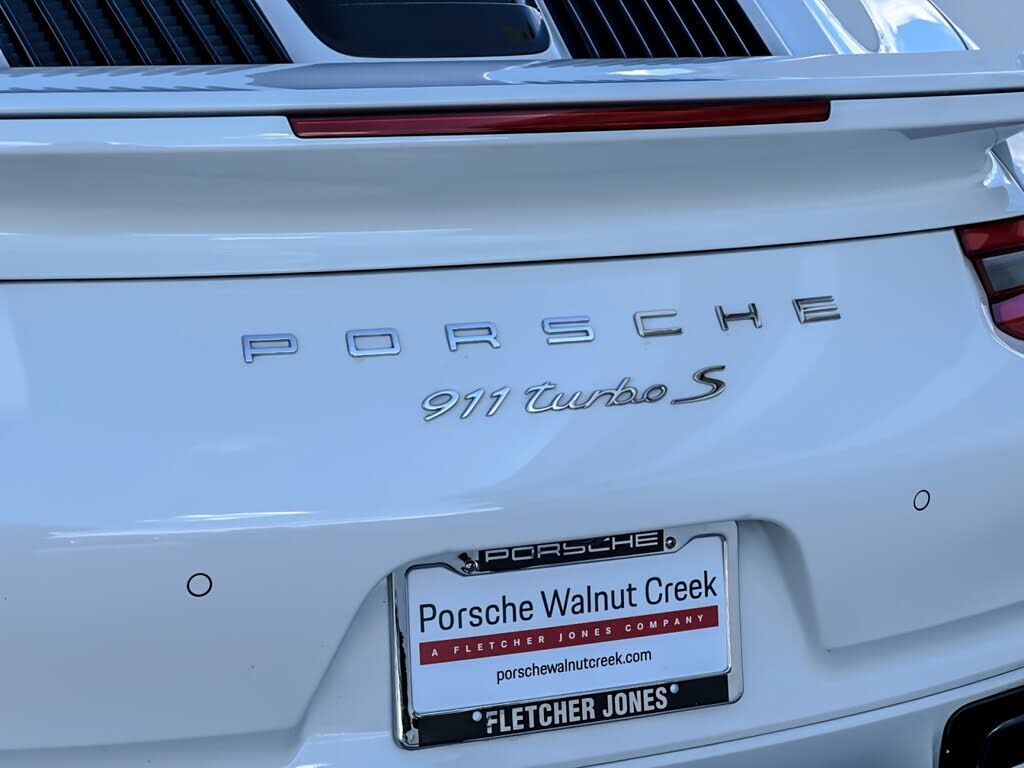 PORSCHE
911 turbo S
PORSCHE
Porsche Walnut Creek
A FLETCHER JONES COMPANY
porschewalnutcreek.com
FLETCHER JONES